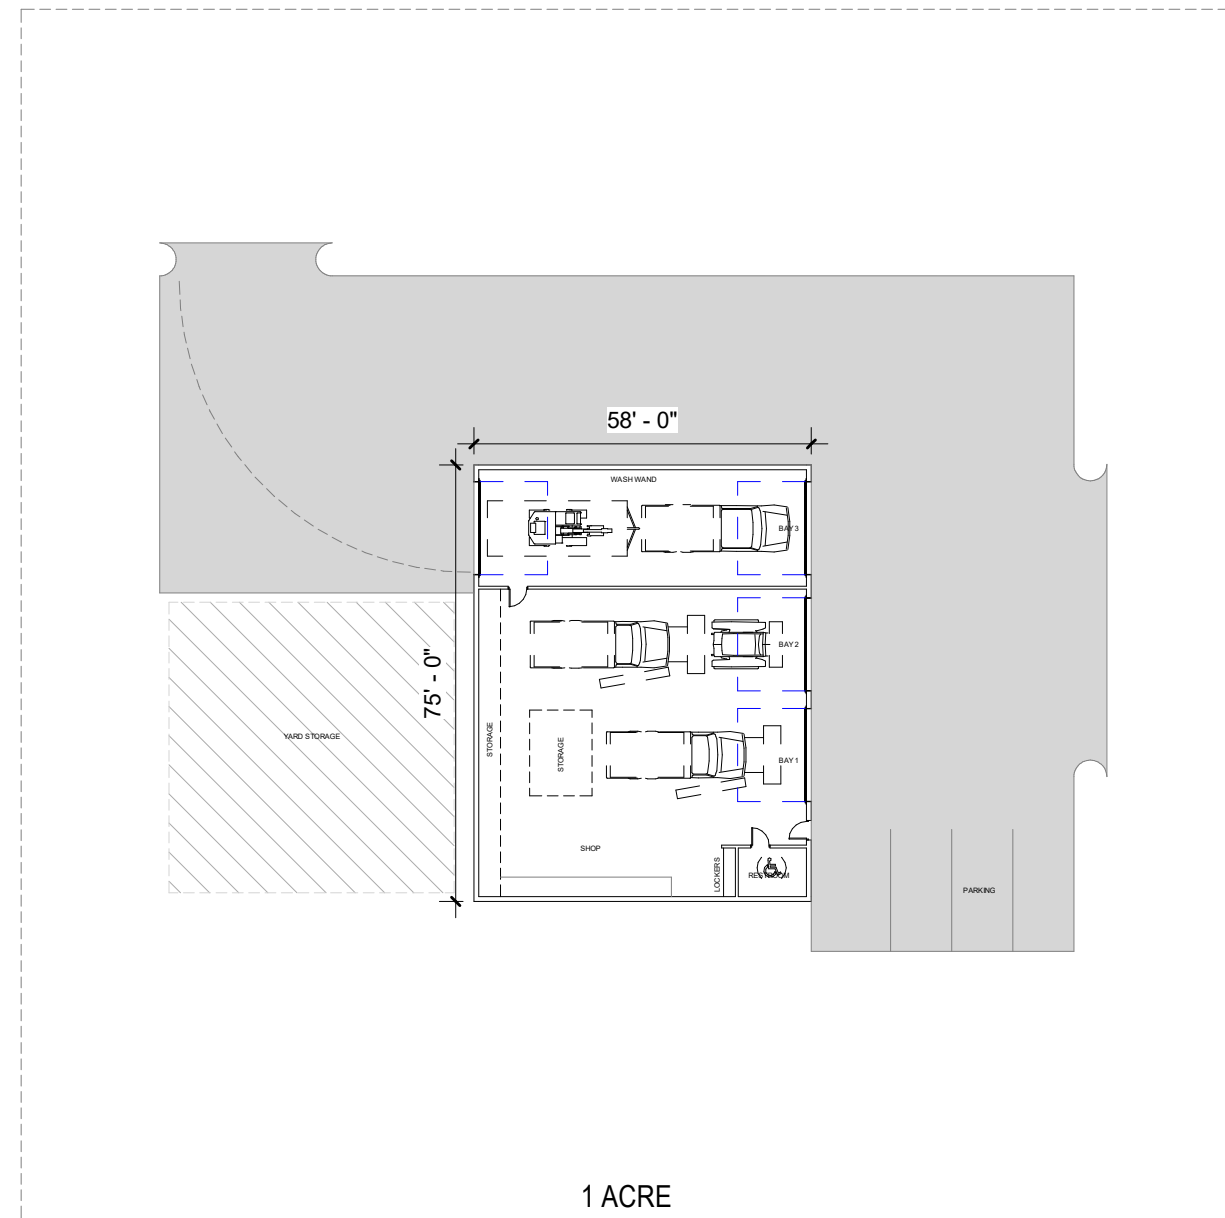 58' - 0"
WASH WAND
BAY 3
75' - 0"
BAY 2
YARD STORAGE
STORAGE
STORAGE
BAY 1
SHOP
LOCKERS
RESTROOM
PARKING
1 ACRE